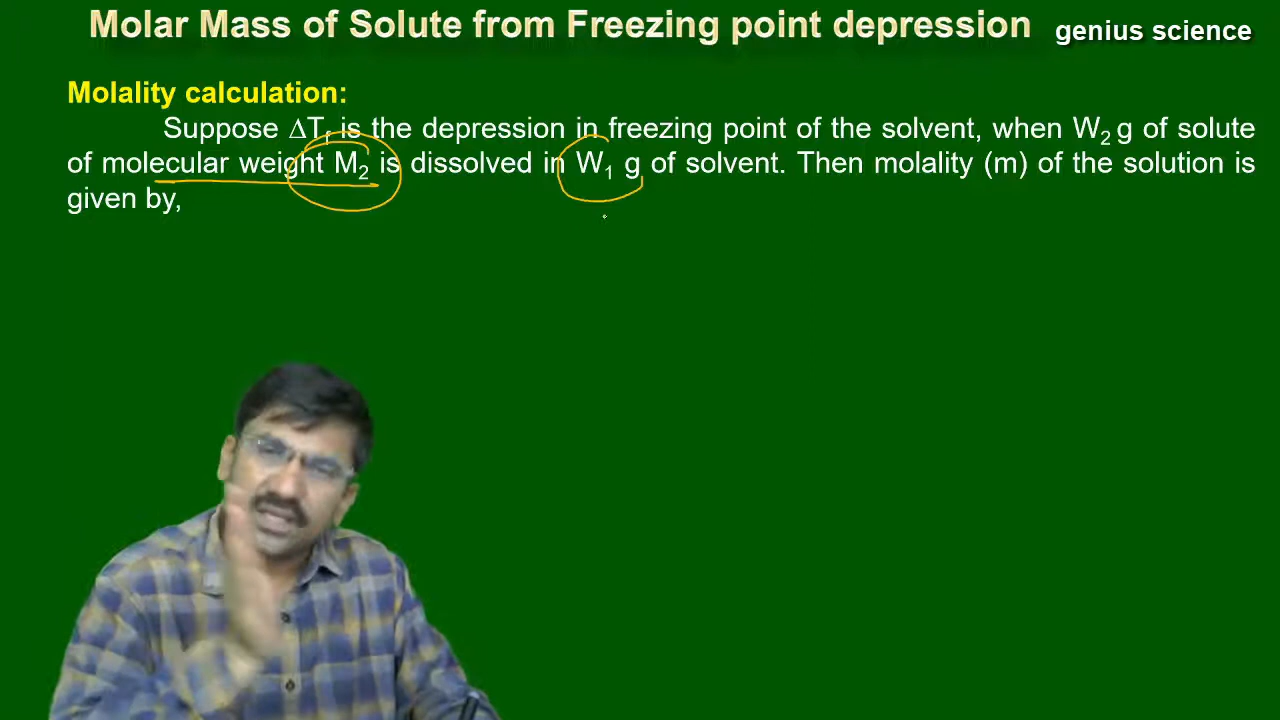 Molar Mass of Solute from Freezing point depression
genius science
Molality calculation:
Suppose ΔTf is the depression in freezing point of the solvent, when W₂ g of solute
of molecular weight M₂ is dissolved in W₁ g of solvent. Then molality (m) of the solution is
given by,